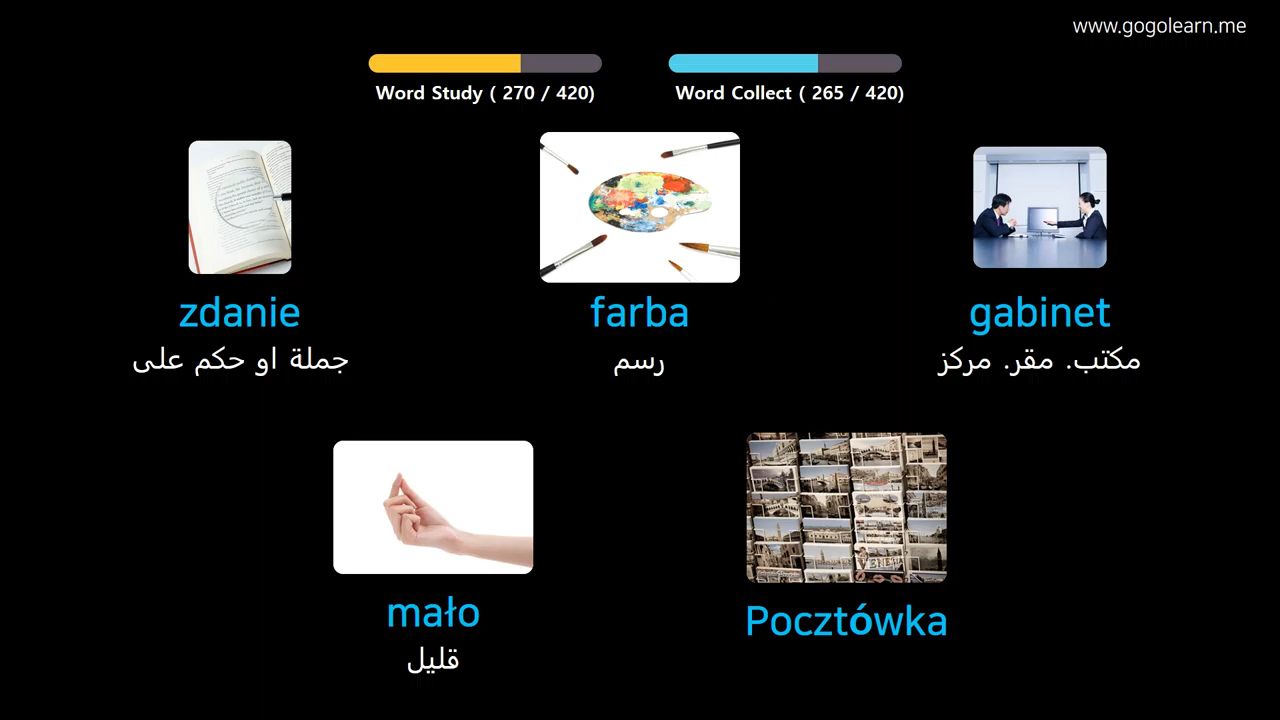 www.gogolearn.me
Word Study ( 270 / 420)
Word Collect ( 265 / 420)
zdanie
جملة او حكم على
farba
رسم
gabinet
مكتب. مقر. مركز
mało
قليل
Pocztówka